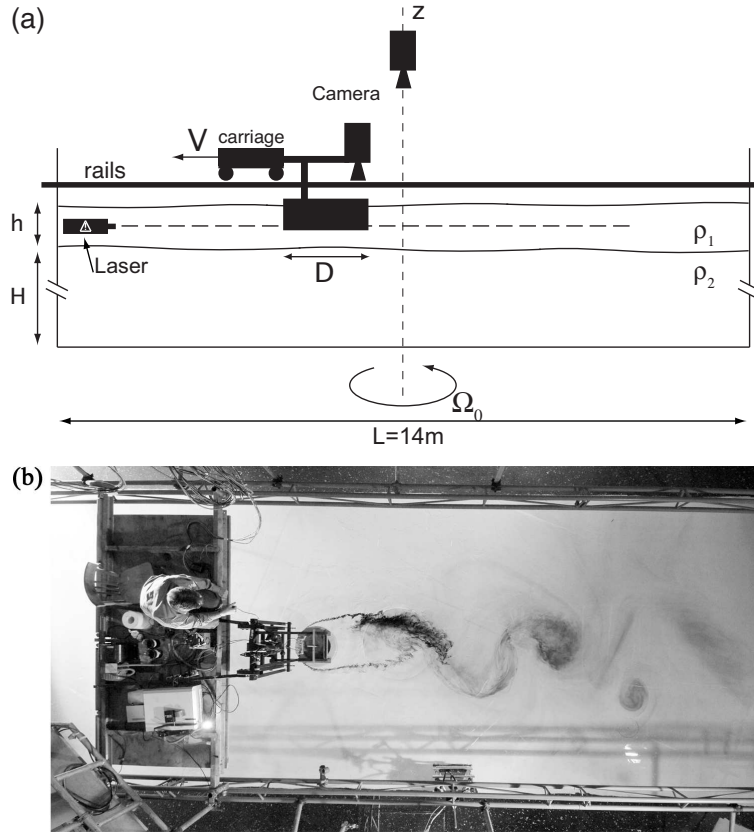 (a)
z
Camera
V
carriage
rails
h
ρ₁
Laser
D
ρ₂
H
Ω₀
L=14m
(b)